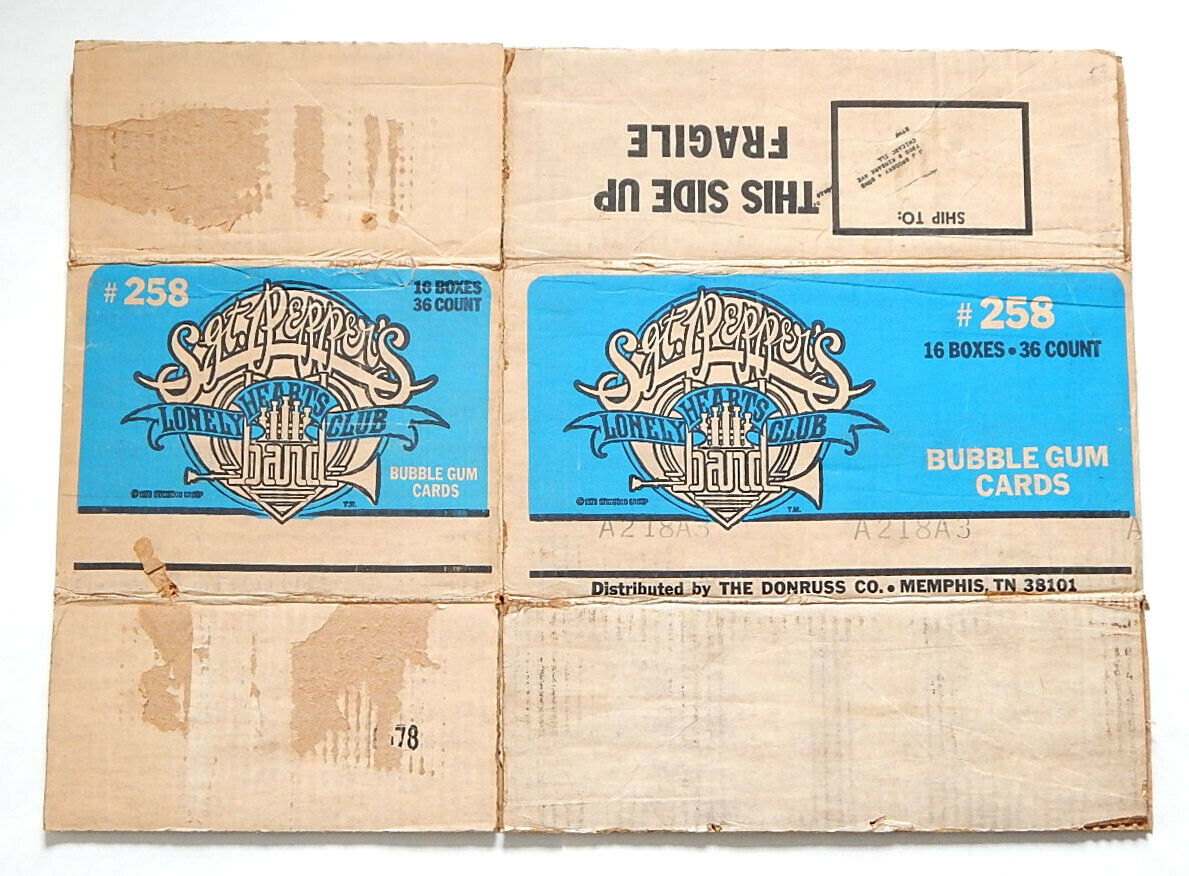 THIS SIDE UP
FRAGILE
SHIP TO:
CHICAGO ILL
# 258
16 BOXES
36 COUNT
Sgt. Pepper's
LONELY HEARTS CLUB
band
BUBBLE GUM
CARDS
T.M.
# 258
16 BOXES • 36 COUNT
Sgt. Pepper's
LONELY HEARTS CLUB
band
BUBBLE GUM
CARDS
T.M.
A218A3 A218A3 A
Distributed by THE DONRUSS CO. • MEMPHIS, TN 38101
78